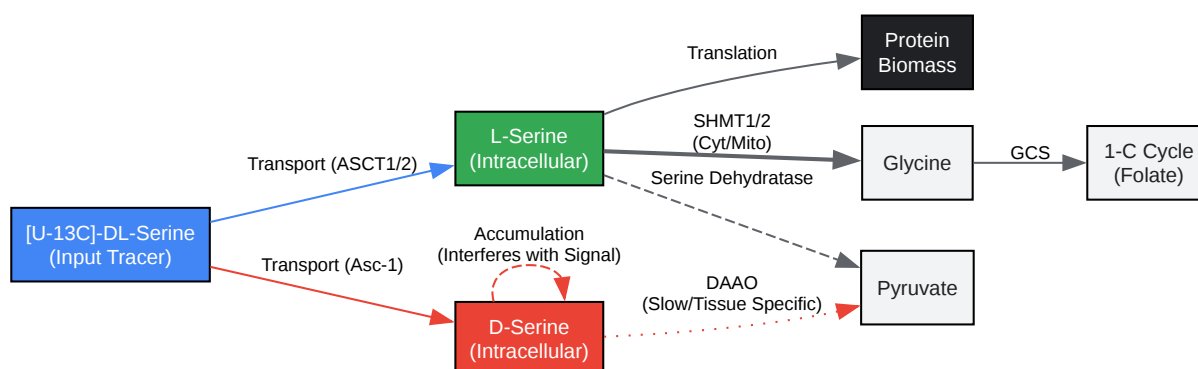 Protein
Biomass
Translation
L-Serine
(Intracellular)
SHMT1/2
(Cyt/Mito)
Glycine
GCS
1-C Cycle
(Folate)
Transport (ASCT1/2)
Serine Dehydratase
[U-13C]-DL-Serine
(Input Tracer)
Accumulation
(Interferes with Signal)
Transport (Asc-1)
DAAO
(Slow/Tissue Specific)
Pyruvate
D-Serine
(Intracellular)